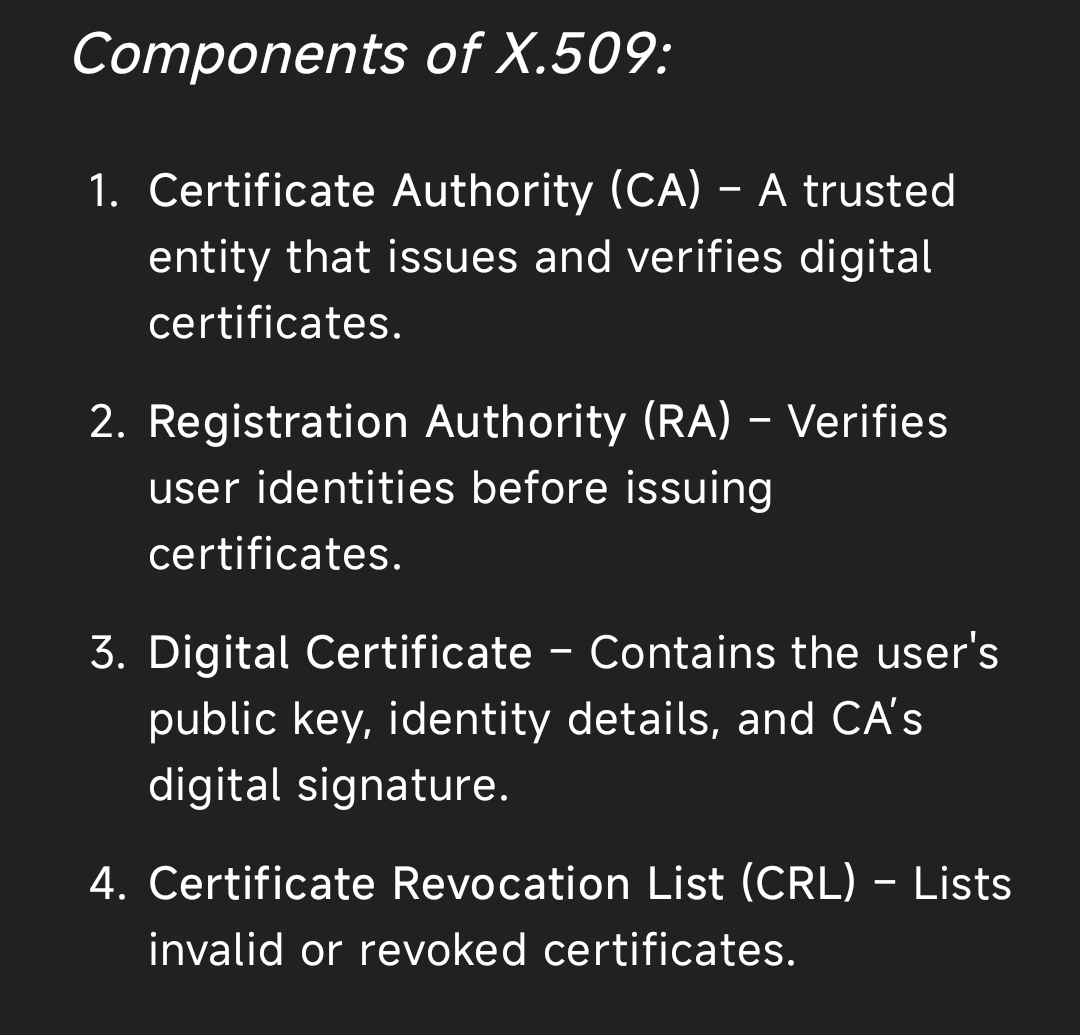 Components of X.509:
1. Certificate Authority (CA) – A trusted
entity that issues and verifies digital
certificates.
2. Registration Authority (RA) – Verifies
user identities before issuing
certificates.
3. Digital Certificate – Contains the user's
public key, identity details, and CA’s
digital signature.
4. Certificate Revocation List (CRL) – Lists
invalid or revoked certificates.